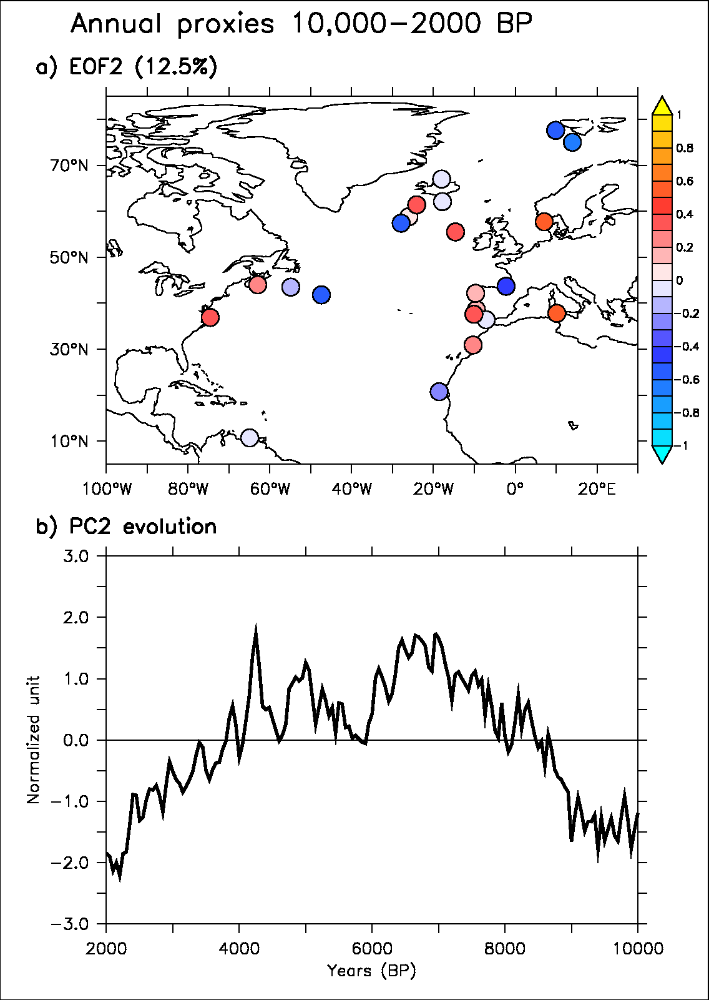 Annual proxies 10,000-2000 BP
a) EOF2 (12.5%)
1
0.8
0.6
0.4
0.2
0
-0.2
-0.4
-0.6
-0.8
-1
70°N
50°N
30°N
10°N
100°W 80°W 60°W 40°W 20°W 0° 20°E
b) PC2 evolution
3.0
2.0
1.0
0.0
-1.0
-2.0
-3.0
Normalized unit
2000 4000 6000 8000 10000
Years (BP)